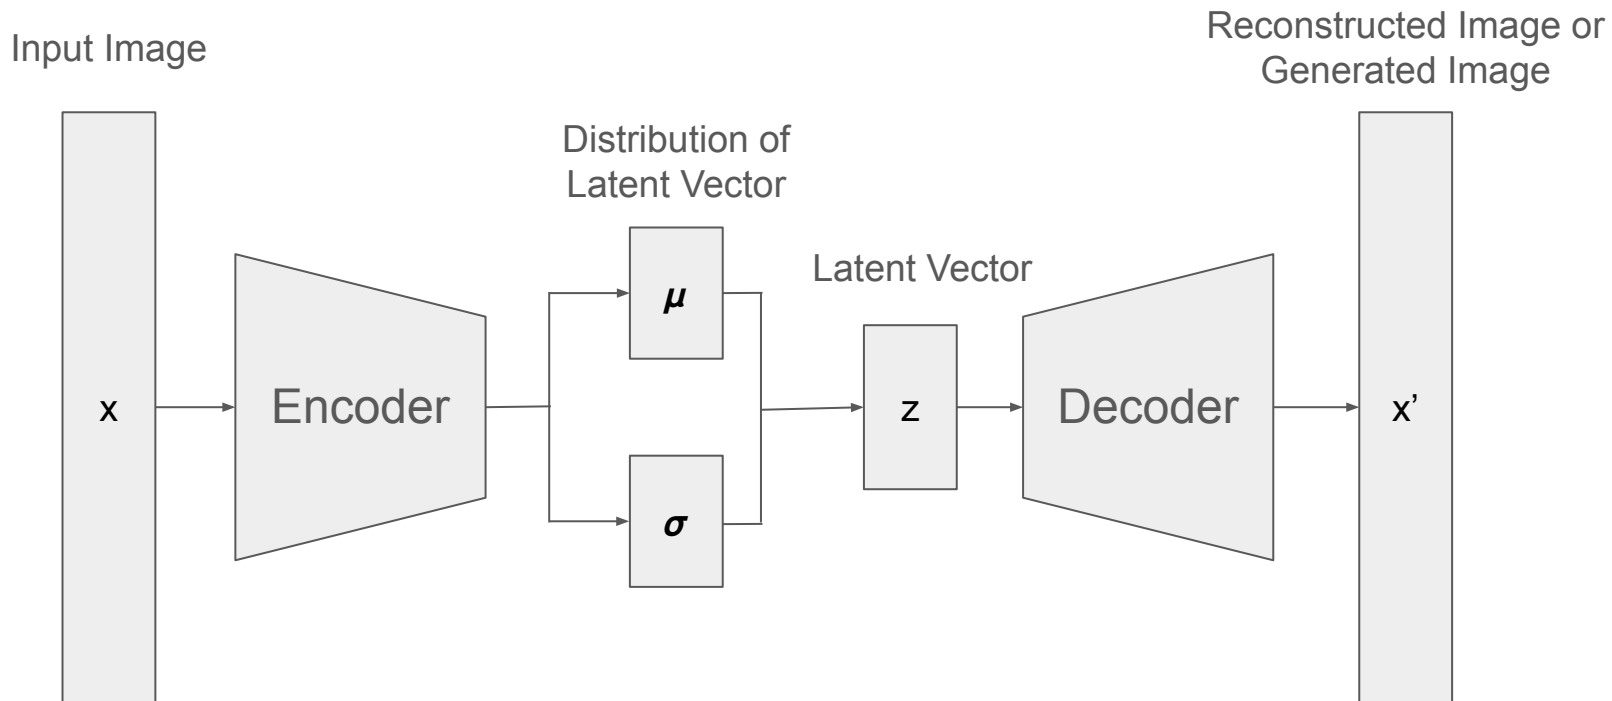 Input Image
Reconstructed Image or
Generated Image
Distribution of
Latent Vector
Latent Vector
x
Encoder
μ
σ
z
Decoder
x’